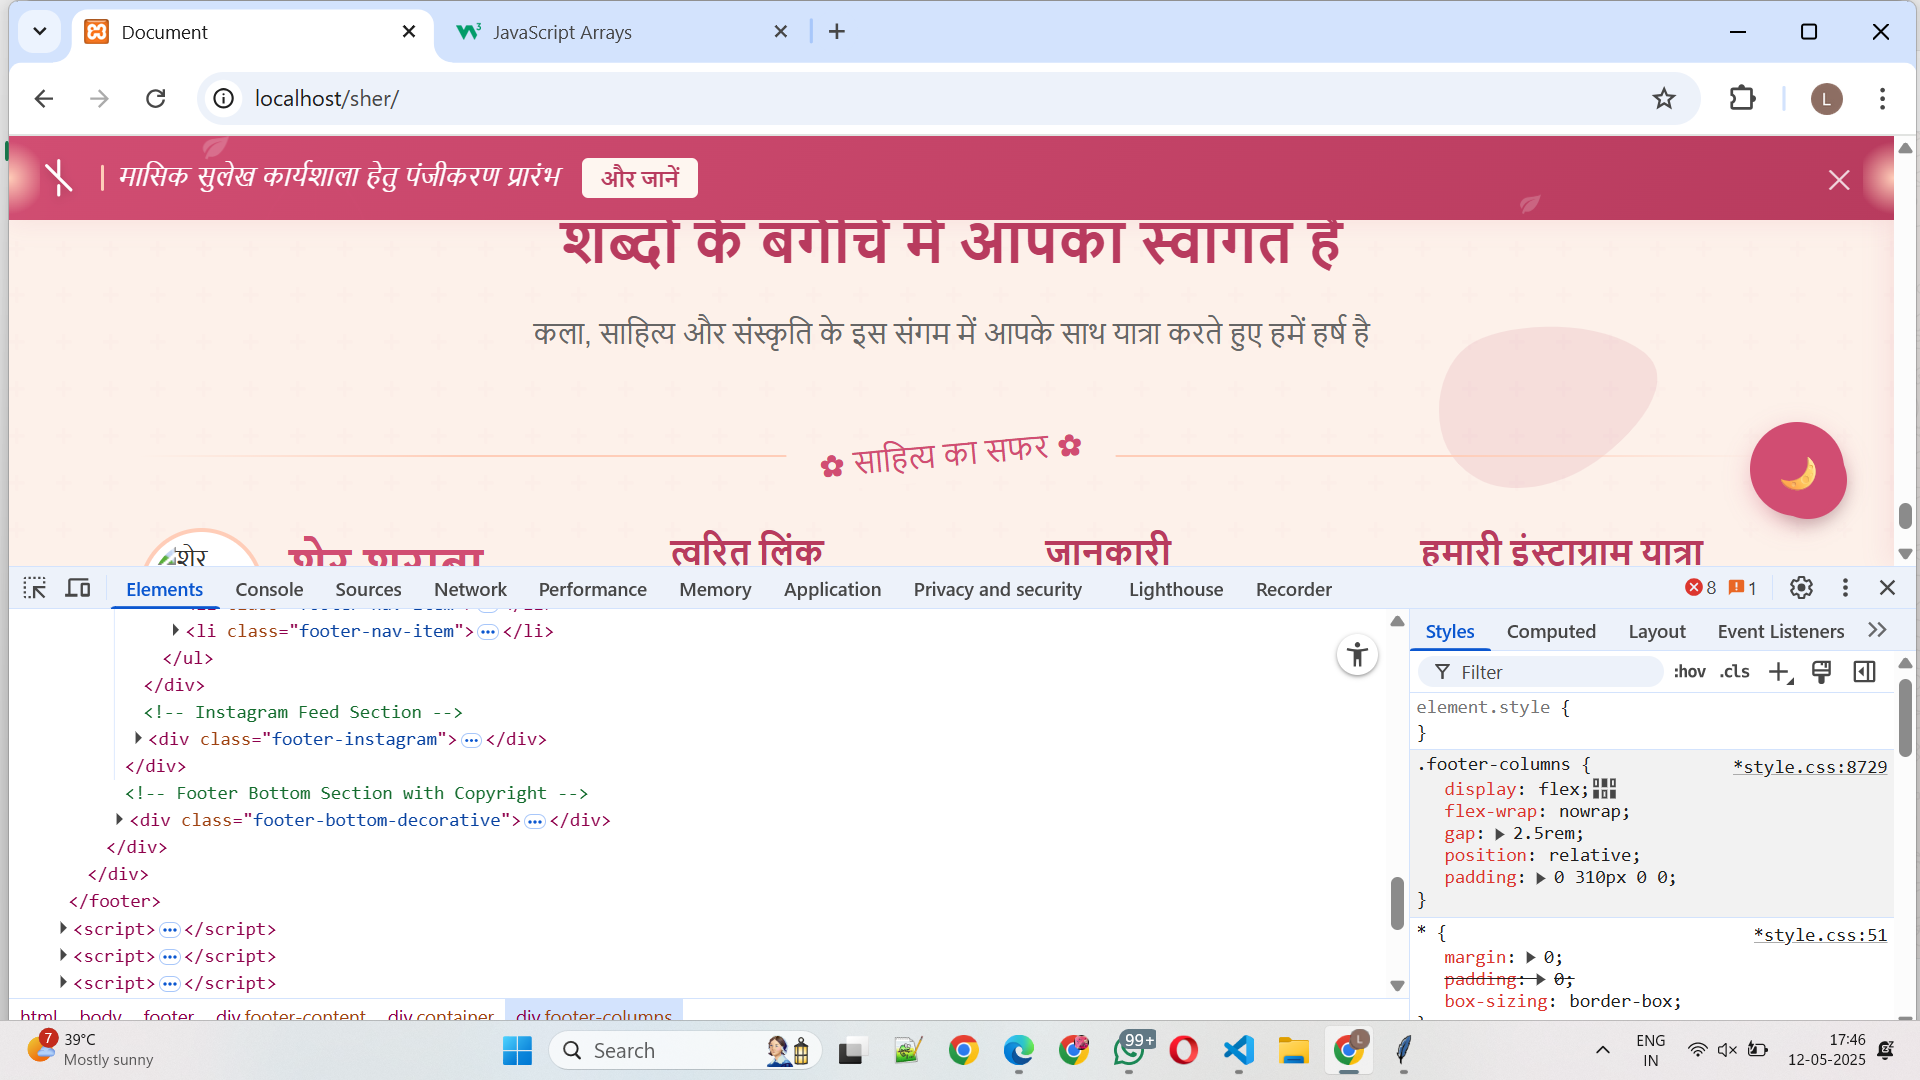 Document
JavaScript Arrays
localhost/sher/
L
| मासिक सुलेख कार्यशाला हेतु पंजीकरण प्रारंभ
और जानें
शब्दों के बगीचे में आपका स्वागत है
कला, साहित्य और संस्कृति के इस संगम में आपके साथ यात्रा करते हुए हमें हर्ष है
✿ साहित्य का सफर ✿
शेर
त्वरित लिंक
जानकारी
हमारी इंस्टाग्राम यात्रा
Elements Console Sources Network Performance Memory Application Privacy and security Lighthouse Recorder
8 1
<li class="footer-nav-item">…</li>
</ul>
</div>
<!-- Instagram Feed Section -->
<div class="footer-instagram">…</div>
</div>
<!-- Footer Bottom Section with Copyright -->
<div class="footer-bottom-decorative">…</div>
</div>
</div>
</footer>
<script>…</script>
<script>…</script>
<script>…</script>
html body footer div.footer-content div.container div.footer-columns
Styles Computed Layout Event Listeners
Filter :hov .cls
element.style {
}
.footer-columns { *style.css:8729
display: flex;
flex-wrap: nowrap;
gap: 2.5rem;
position: relative;
padding: 0 310px 0 0;
}
* { *style.css:51
margin: 0;
padding: 0;
box-sizing: border-box;
7
39°C
Mostly sunny
Search
99+
L
ENG
IN
17:46
12-05-2025